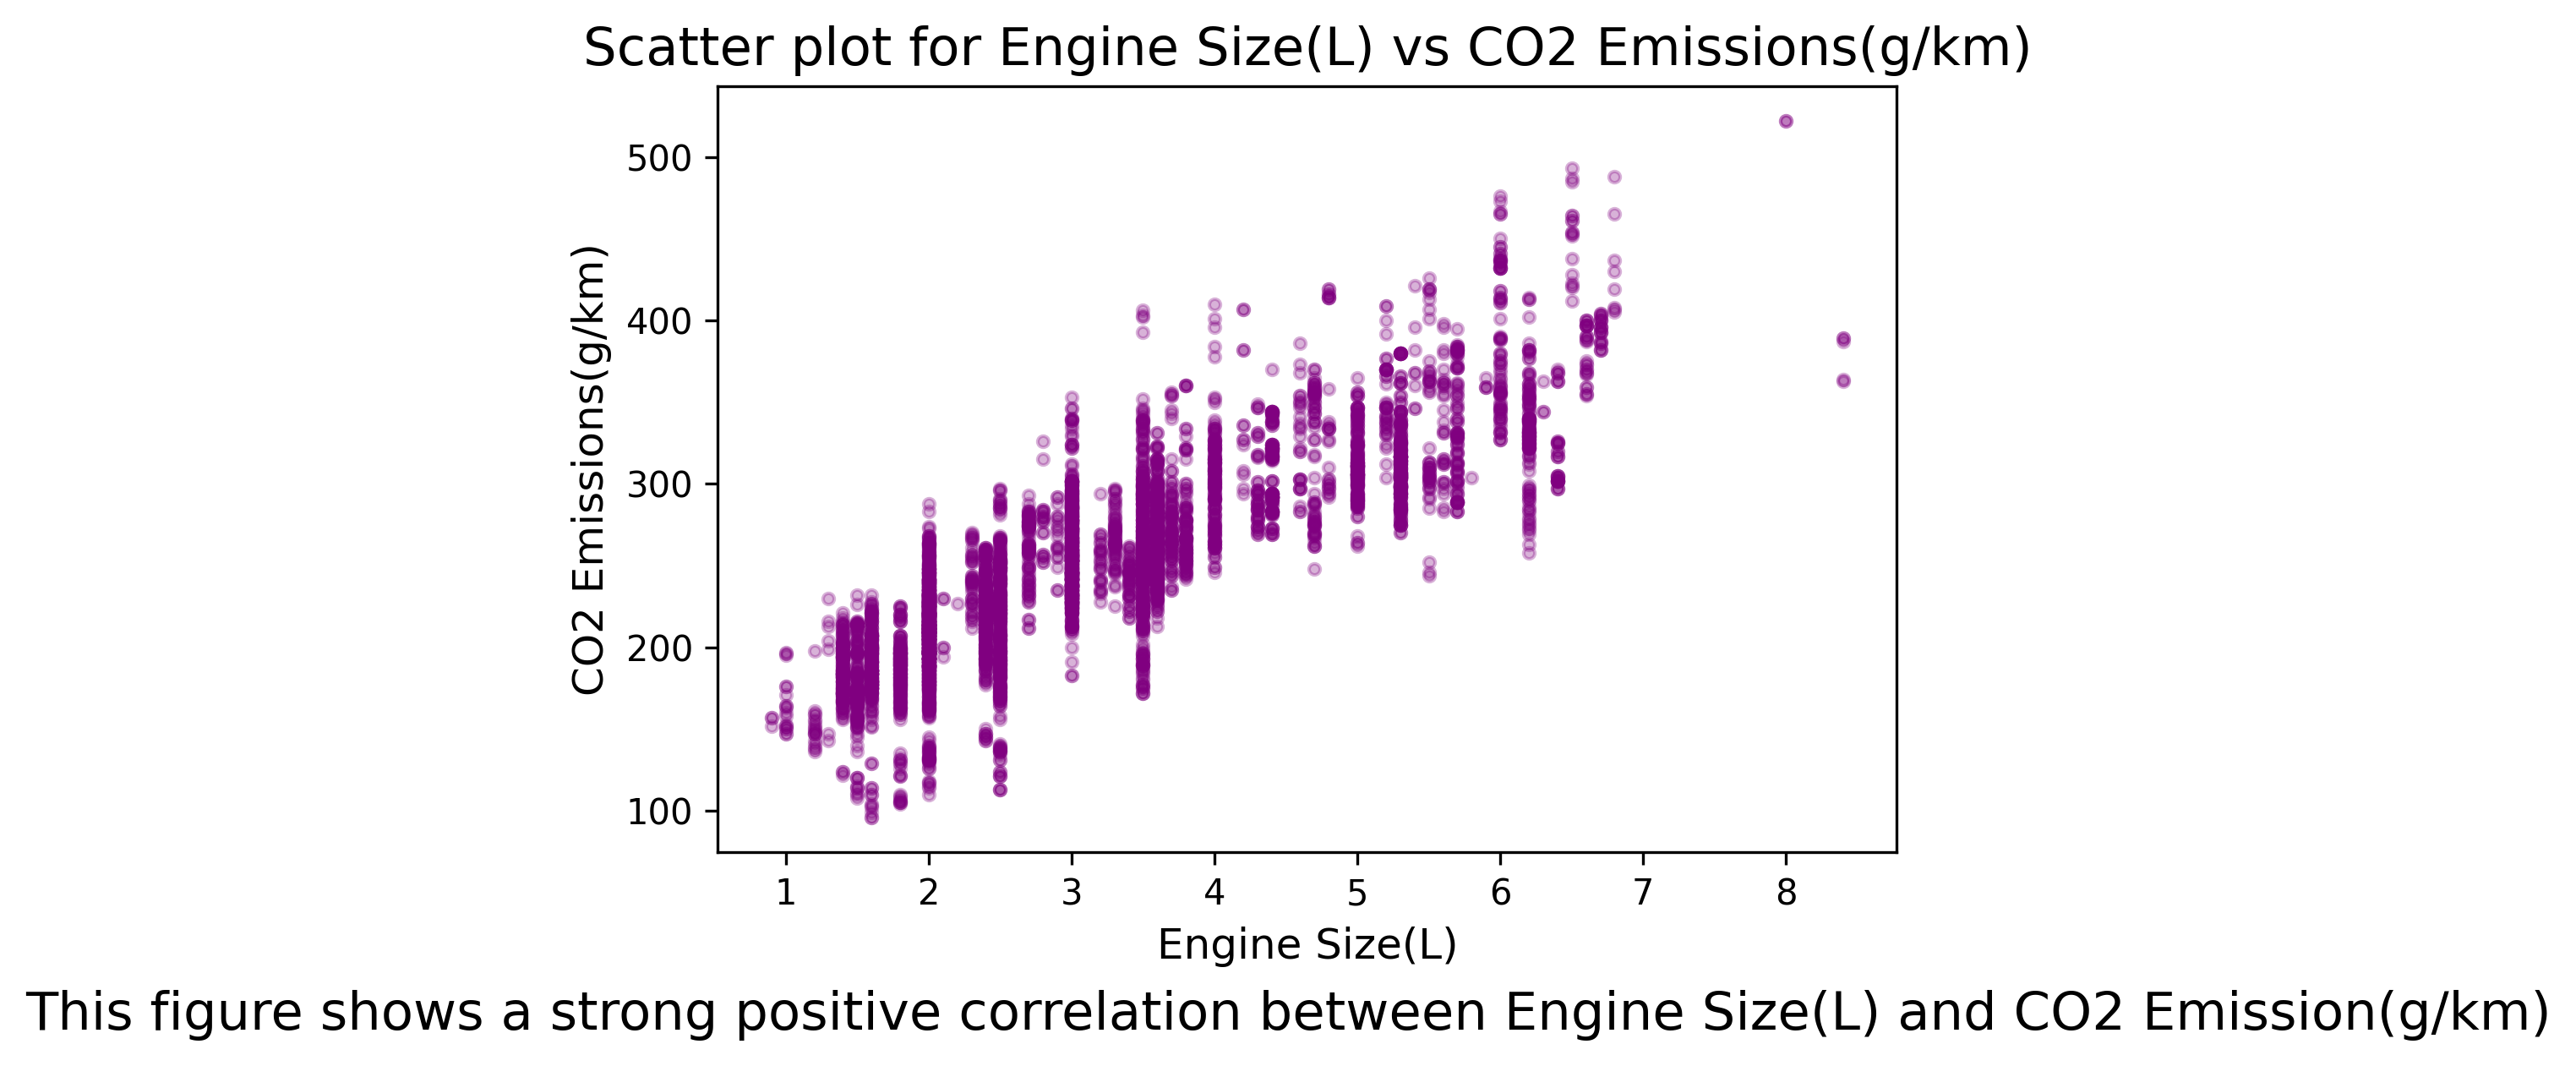 Scatter plot for Engine Size(L) vs CO2 Emissions(g/km)
500
400
300
200
100
CO2 Emissions(g/km)
1 2 3 4 5 6 7 8
Engine Size(L)
This figure shows a strong positive correlation between Engine Size(L) and CO2 Emission(g/km)